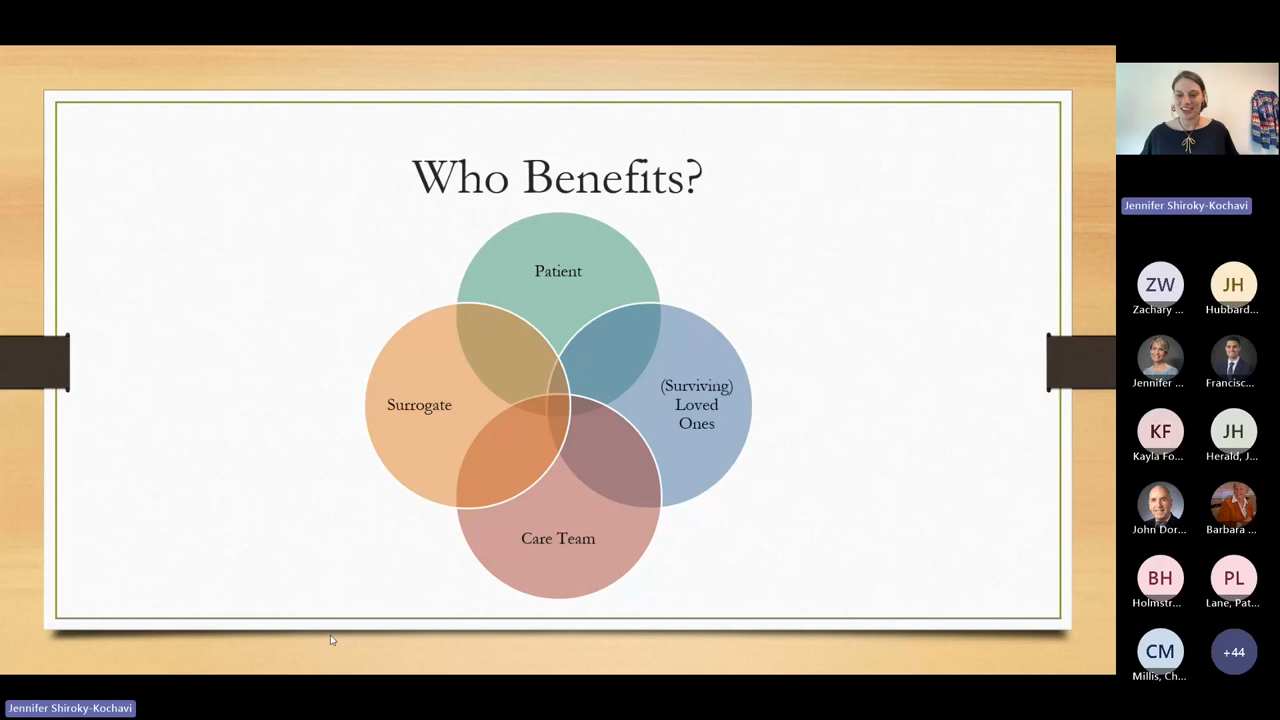 Who Benefits?
Patient
Surrogate
(Surviving)
Loved
Ones
Care Team
Jennifer Shiroky-Kochavi
ZW
JH
Zachary ...
Hubbard...
Jennifer ...
Francisc...
KF
JH
Kayla Fo...
Herald, J...
John Dor...
Barbara ...
BH
PL
Holmstr...
Lane, Pat...
CM
+44
Millis, Ch...
Jennifer Shiroky-Kochavi